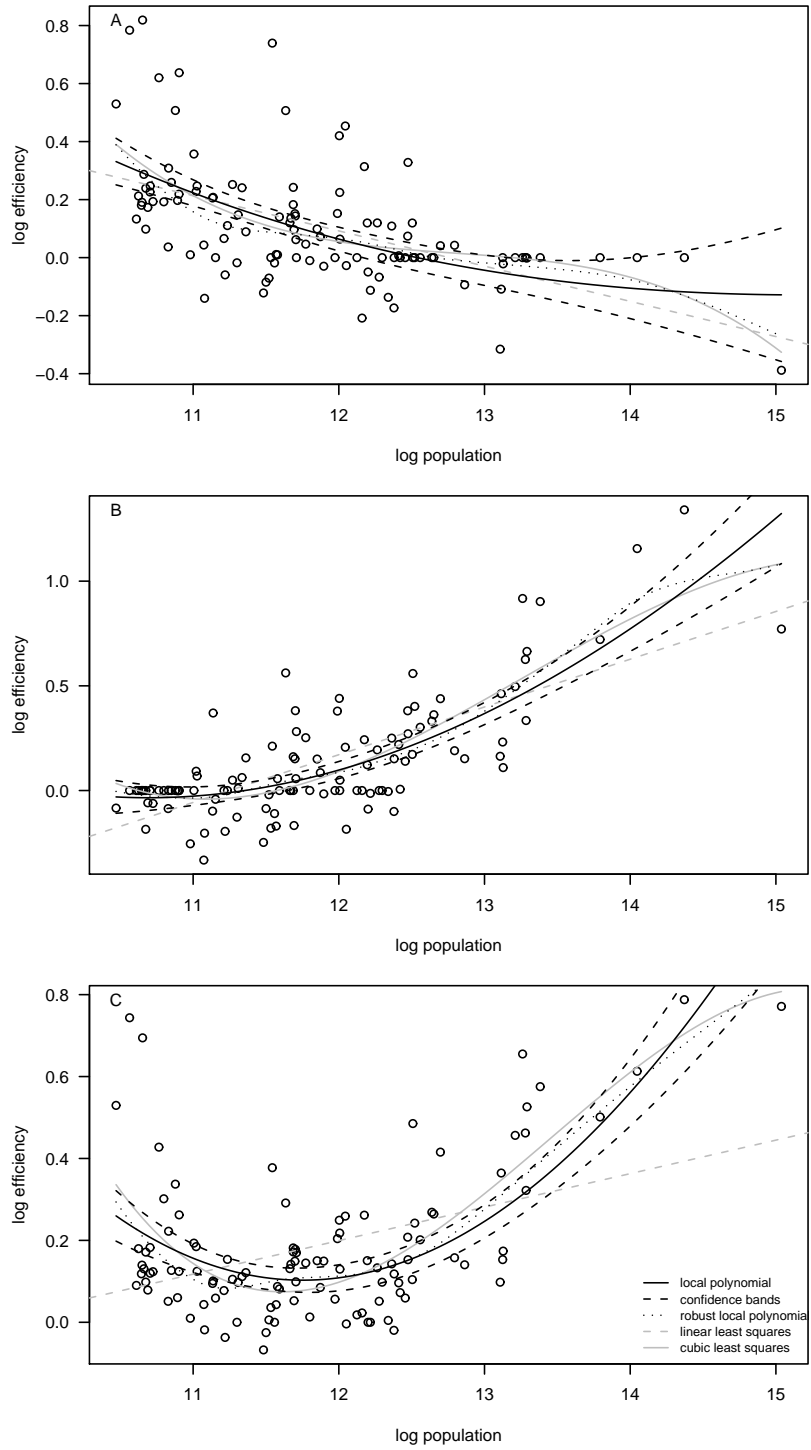 A
0.8
0.6
0.4
0.2
0.0
−0.2
−0.4
log efficiency
11 12 13 14 15
log population
B
1.0
0.5
0.0
log efficiency
11 12 13 14 15
log population
C
0.8
0.6
0.4
0.2
0.0
log efficiency
local polynomial
confidence bands
robust local polynomial
linear least squares
cubic least squares
11 12 13 14 15
log population